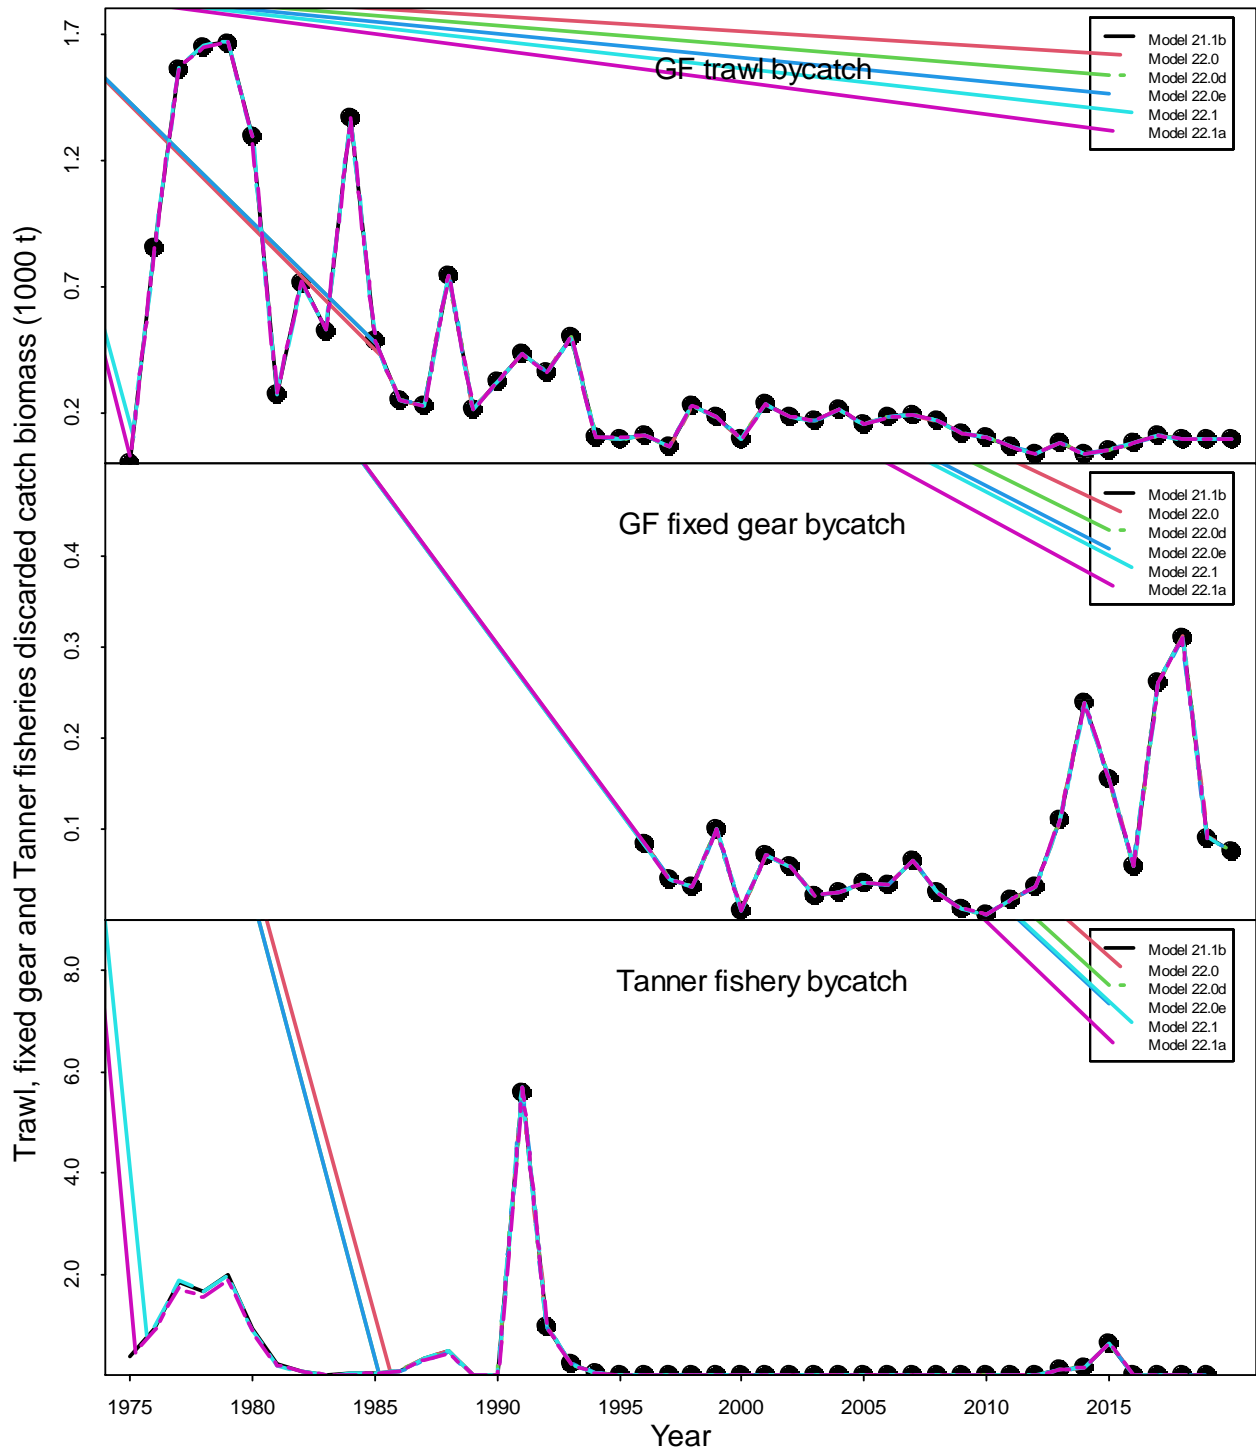 Trawl, fixed gear and Tanner fisheries discarded catch biomass (1000 t)
GF trawl bycatch
1.7
1.2
0.7
0.2
Model 21.1b
Model 22.0
Model 22.0d
Model 22.0e
Model 22.1
Model 22.1a
GF fixed gear bycatch
0.4
0.3
0.2
0.1
Model 21.1b
Model 22.0
Model 22.0d
Model 22.0e
Model 22.1
Model 22.1a
Tanner fishery bycatch
8.0
6.0
4.0
2.0
Model 21.1b
Model 22.0
Model 22.0d
Model 22.0e
Model 22.1
Model 22.1a
1975 1980 1985 1990 1995 2000 2005 2010 2015
Year